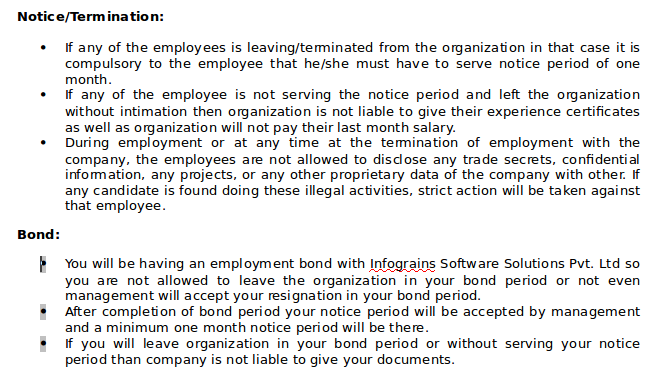 Notice/Termination:
• If any of the employees is leaving/terminated from the organization in that case it is
compulsory to the employee that he/she must have to serve notice period of one
month.
• If any of the employee is not serving the notice period and left the organization
without intimation then organization is not liable to give their experience certificates
as well as organization will not pay their last month salary.
• During employment or at any time at the termination of employment with the
company, the employees are not allowed to disclose any trade secrets, confidential
information, any projects, or any other proprietary data of the company with other. If
any candidate is found doing these illegal activities, strict action will be taken against
that employee.
Bond:
• You will be having an employment bond with Infograins Software Solutions Pvt. Ltd so
you are not allowed to leave the organization in your bond period or not even
management will accept your resignation in your bond period.
• After completion of bond period your notice period will be accepted by management
and a minimum one month notice period will be there.
• If you will leave organization in your bond period or without serving your notice
period than company is not liable to give your documents.